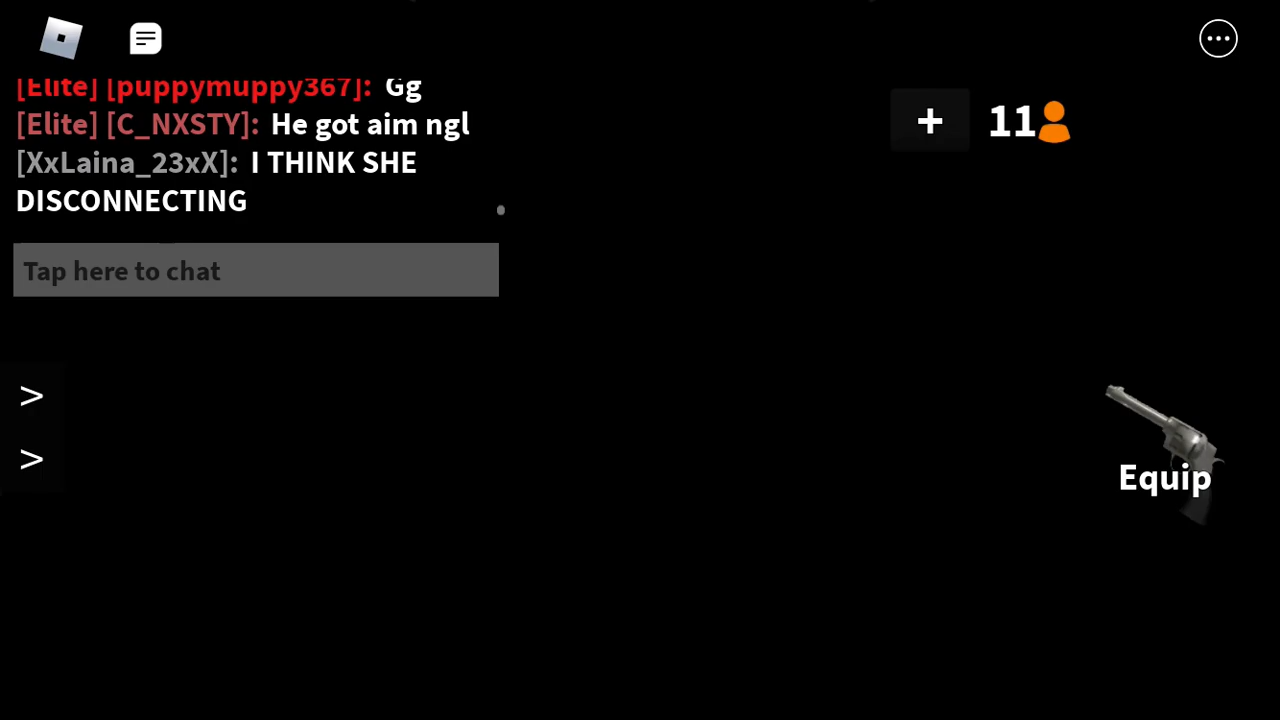 [Elite] [puppymuppy367]: Gg
[Elite] [C_NXSTY]: He got aim ngl
[XxLaina_23xX]: I THINK SHE
DISCONNECTING
+ 11
Tap here to chat
>
>
Equip